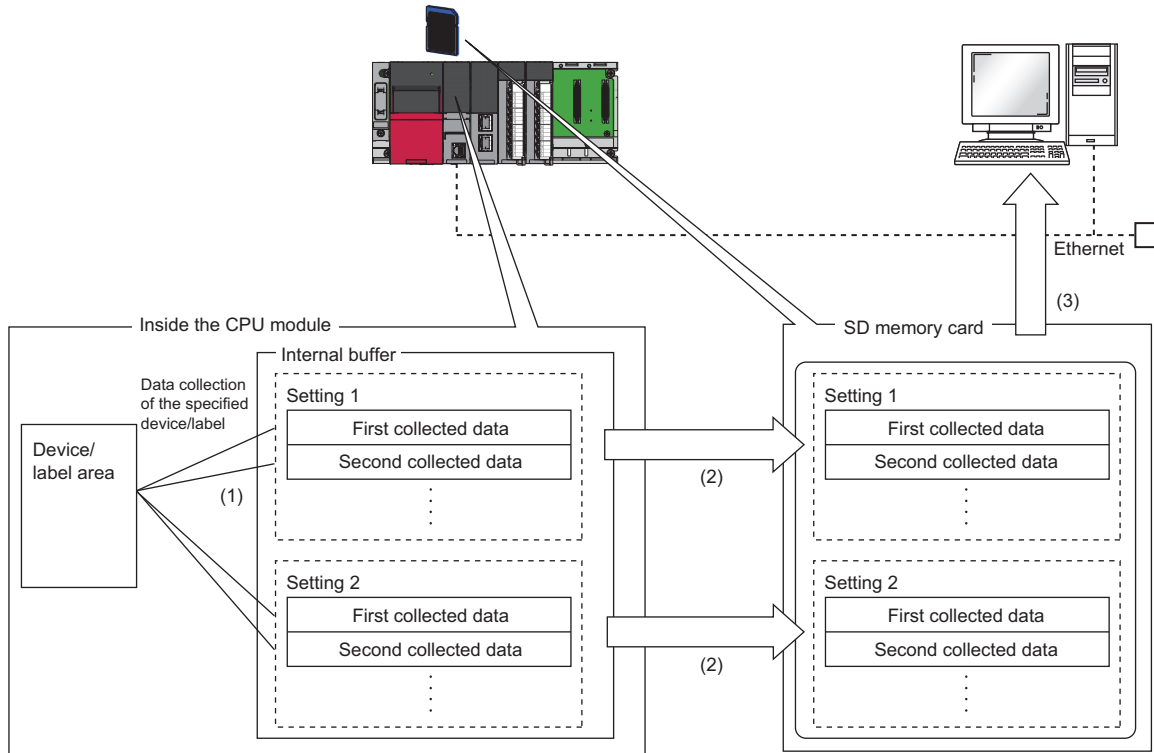 Ethernet
(3)
Inside the CPU module
SD memory card
Internal buffer
Data collection
of the specified
device/label
Setting 1
First collected data
Second collected data
Device/
label area
(1)
(2)
Setting 1
First collected data
Second collected data
Setting 2
First collected data
Second collected data
(2)
Setting 2
First collected data
Second collected data